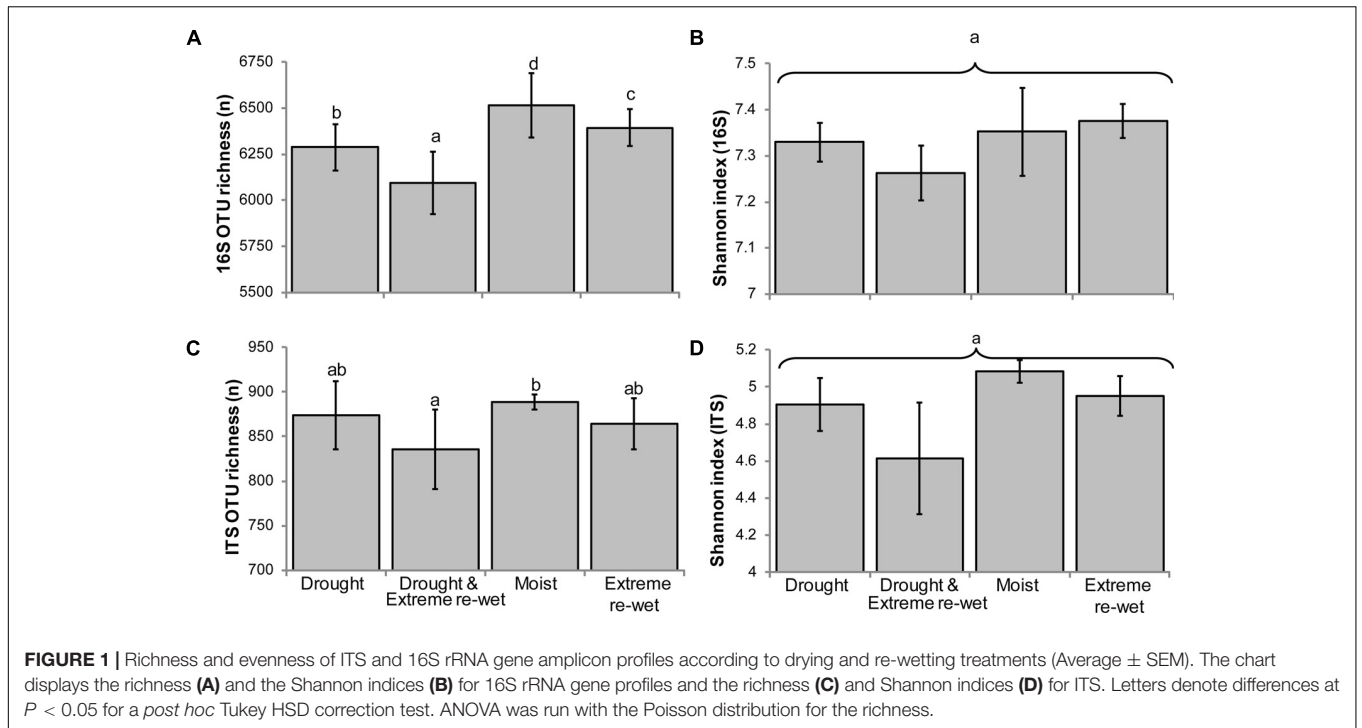 A
6750
6500
6250
6000
5750
5500
16S OTU richness (n)
b
a
d
c
B
a
7.5
7.4
7.3
7.2
7.1
7
Shannon index (16S)
C
950
900
850
800
750
700
ITS OTU richness (n)
ab
a
b
ab
Drought
Drought &
Extreme re-wet
Moist
Extreme
re-wet
D
a
5.2
5
4.8
4.6
4.4
4.2
4
Shannon index (ITS)
Drought
Drought &
Extreme re-wet
Moist
Extreme
re-wet
FIGURE 1 | Richness and evenness of ITS and 16S rRNA gene amplicon profiles according to drying and re-wetting treatments (Average ± SEM). The chart
displays the richness (A) and the Shannon indices (B) for 16S rRNA gene profiles and the richness (C) and Shannon indices (D) for ITS. Letters denote differences at
P < 0.05 for a post hoc Tukey HSD correction test. ANOVA was run with the Poisson distribution for the richness.